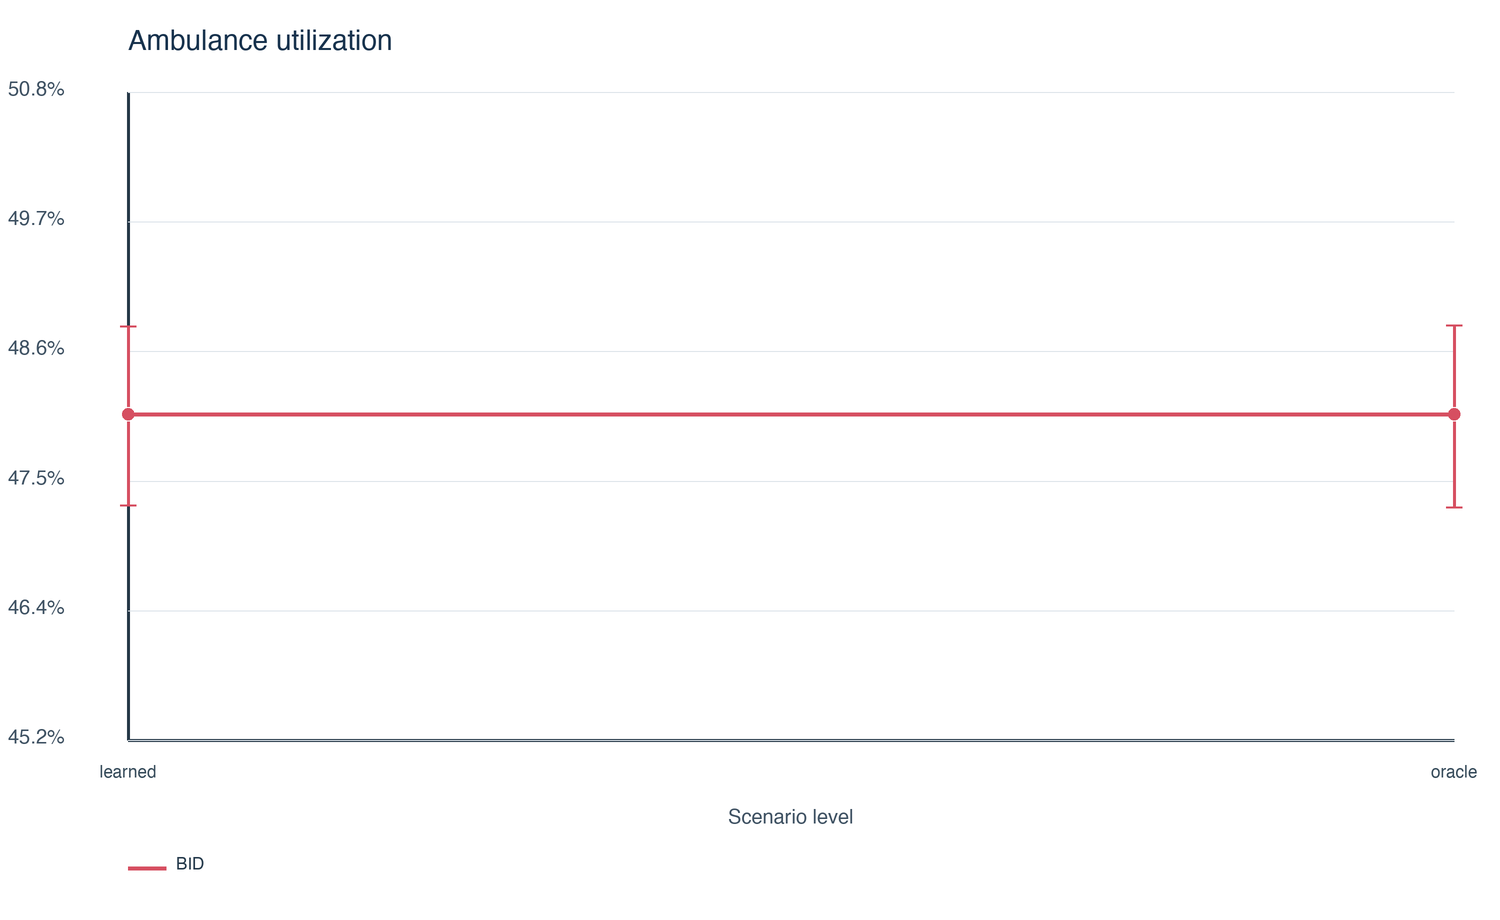 Ambulance utilization
50.8%
49.7%
48.6%
47.5%
46.4%
45.2%
learned oracle
Scenario level
BID